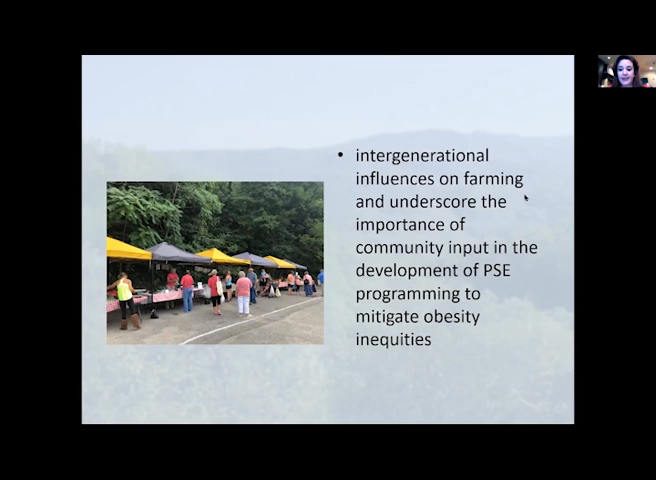 • intergenerational
influences on farming
and underscore the
importance of
community input in the
development of PSE
programming to
mitigate obesity
inequities